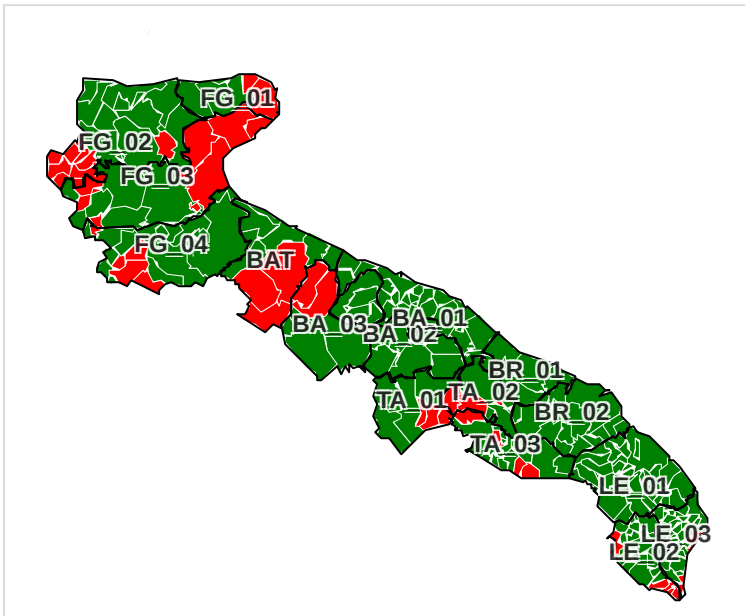 FG_01
FG_02
FG_03
FG_04
BAT
BA_01
BA_03
BA_02
BR_01
TA_02
TA_01
BR_02
TA_03
LE_01
LE_03
LE_02